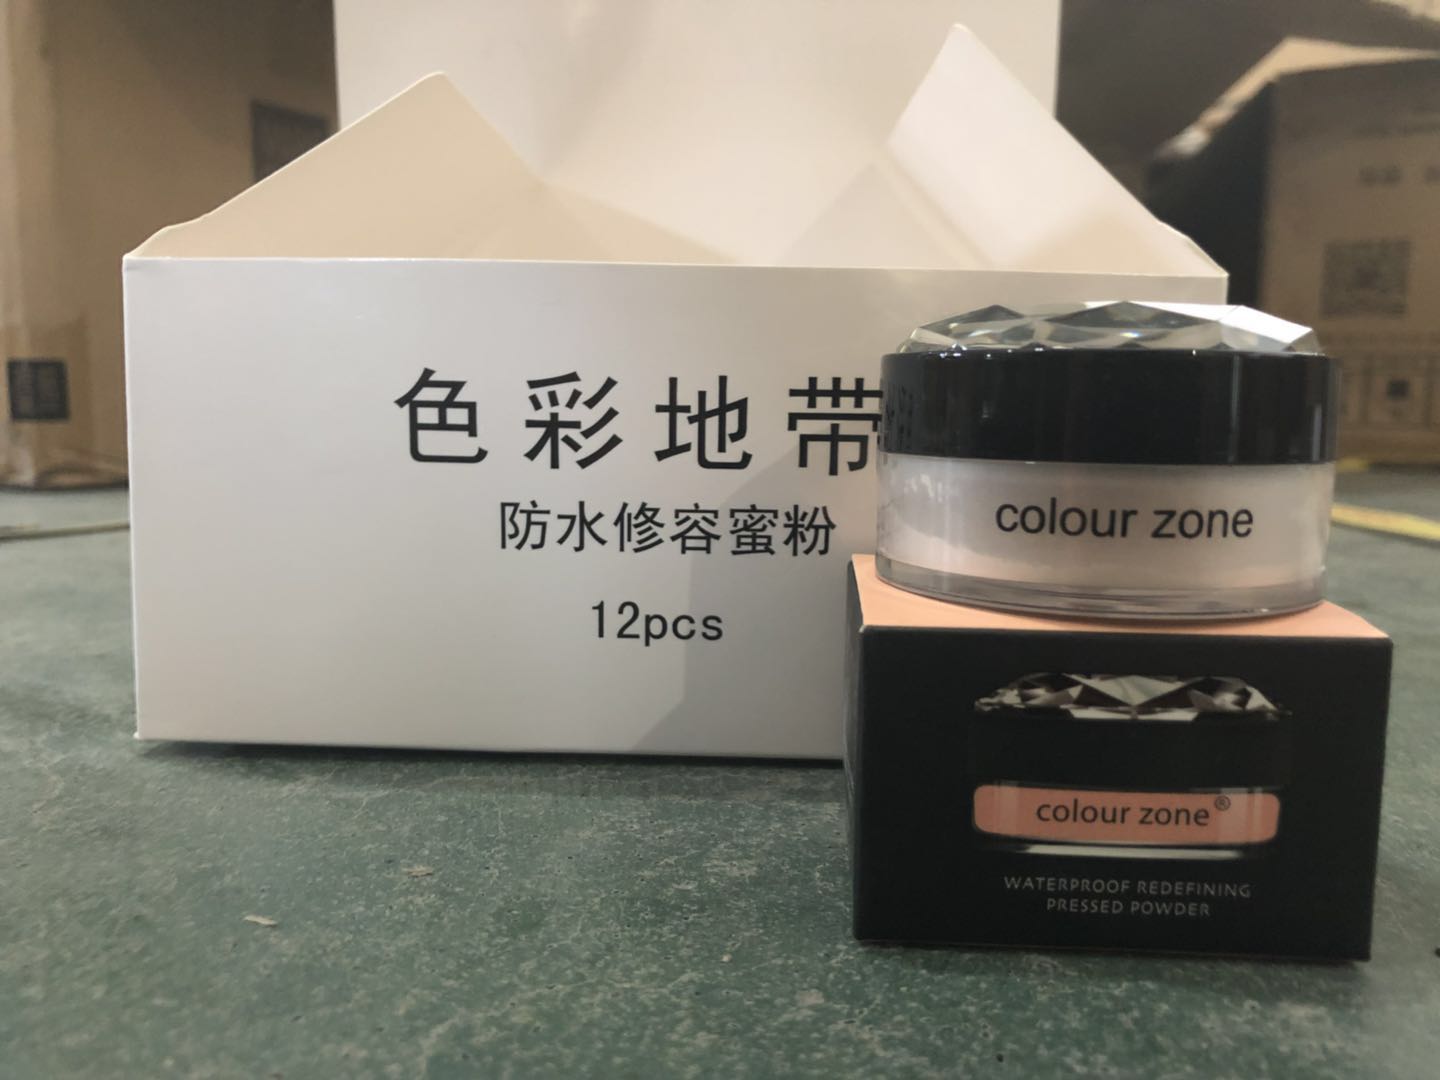 色彩地带
防水修容蜜粉
12pcs
colour zone
colour zone®
WATERPROOF REDEFINING
PRESSED POWDER